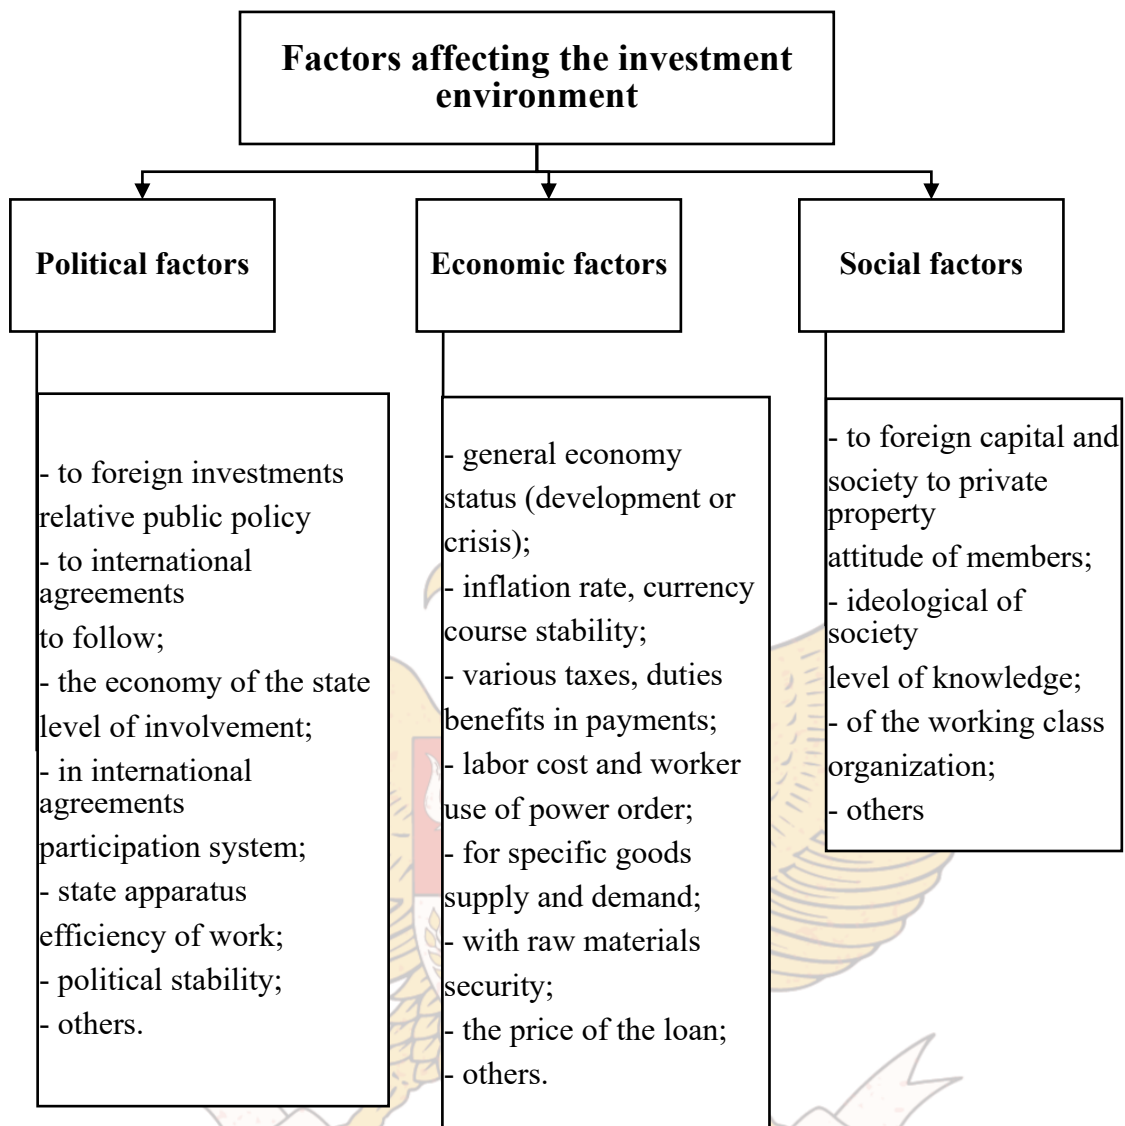 Factors affecting the investment
environment
Political factors
Economic factors
Social factors
- to foreign investments
relative public policy
- to international
agreements
to follow;
- the economy of the state
level of involvement;
- in international
agreements
participation system;
- state apparatus
efficiency of work;
- political stability;
- others.
- general economy
status (development or
crisis);
- inflation rate, currency
course stability;
- various taxes, duties
benefits in payments;
- labor cost and worker
use of power order;
- for specific goods
supply and demand;
- with raw materials
security;
- the price of the loan;
- others.
- to foreign capital and
society to private
property
attitude of members;
- ideological of
society
level of knowledge;
- of the working class
organization;
- others